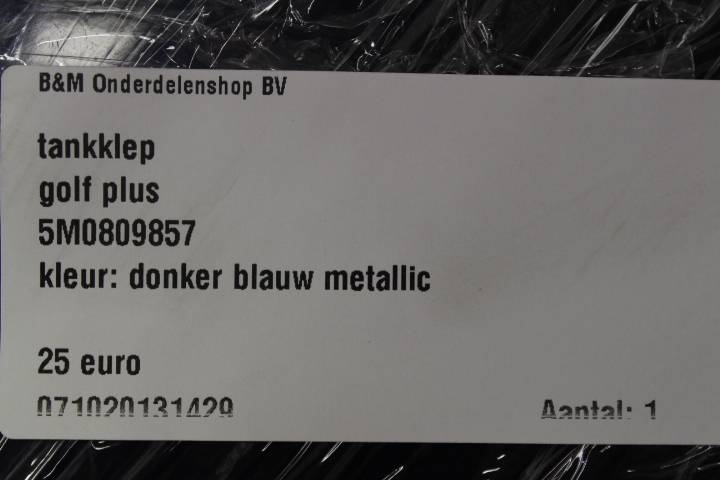 B&M Onderdelenshop BV
tankklep
golf plus
5M0809857
kleur: donker blauw metallic
25 euro
071020131429
Aantal: 1